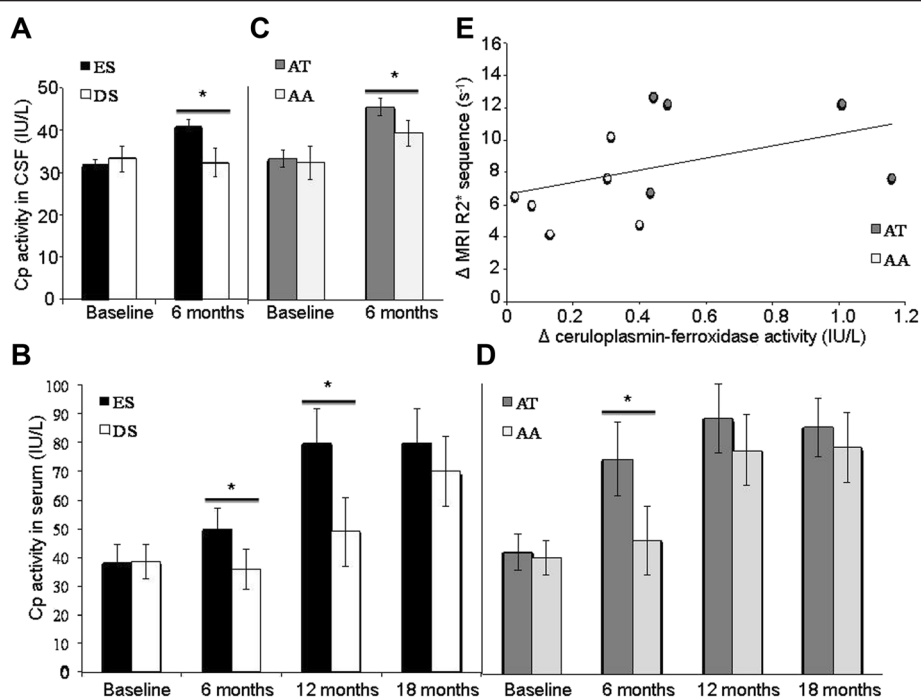 A
ES
DS
*
Cp activity in CSF (IU/L)
50
40
30
20
10
0
Baseline 6 months
C
AT
AA
*
Baseline 6 months
E
Δ MRI R2* sequence (s⁻¹)
16
14
12
10
8
6
4
2
0
0 0.2 0.4 0.6 0.8 1.0 1.2
AT
AA
Δ ceruloplasmin-ferroxidase activity (IU/L)
B
ES
DS
*
*
Cp activity in serum (IU/L)
100
90
80
70
60
50
40
30
20
10
0
Baseline 6 months 12 months 18 months
D
AT
AA
*
Baseline 6 months 12 months 18 months